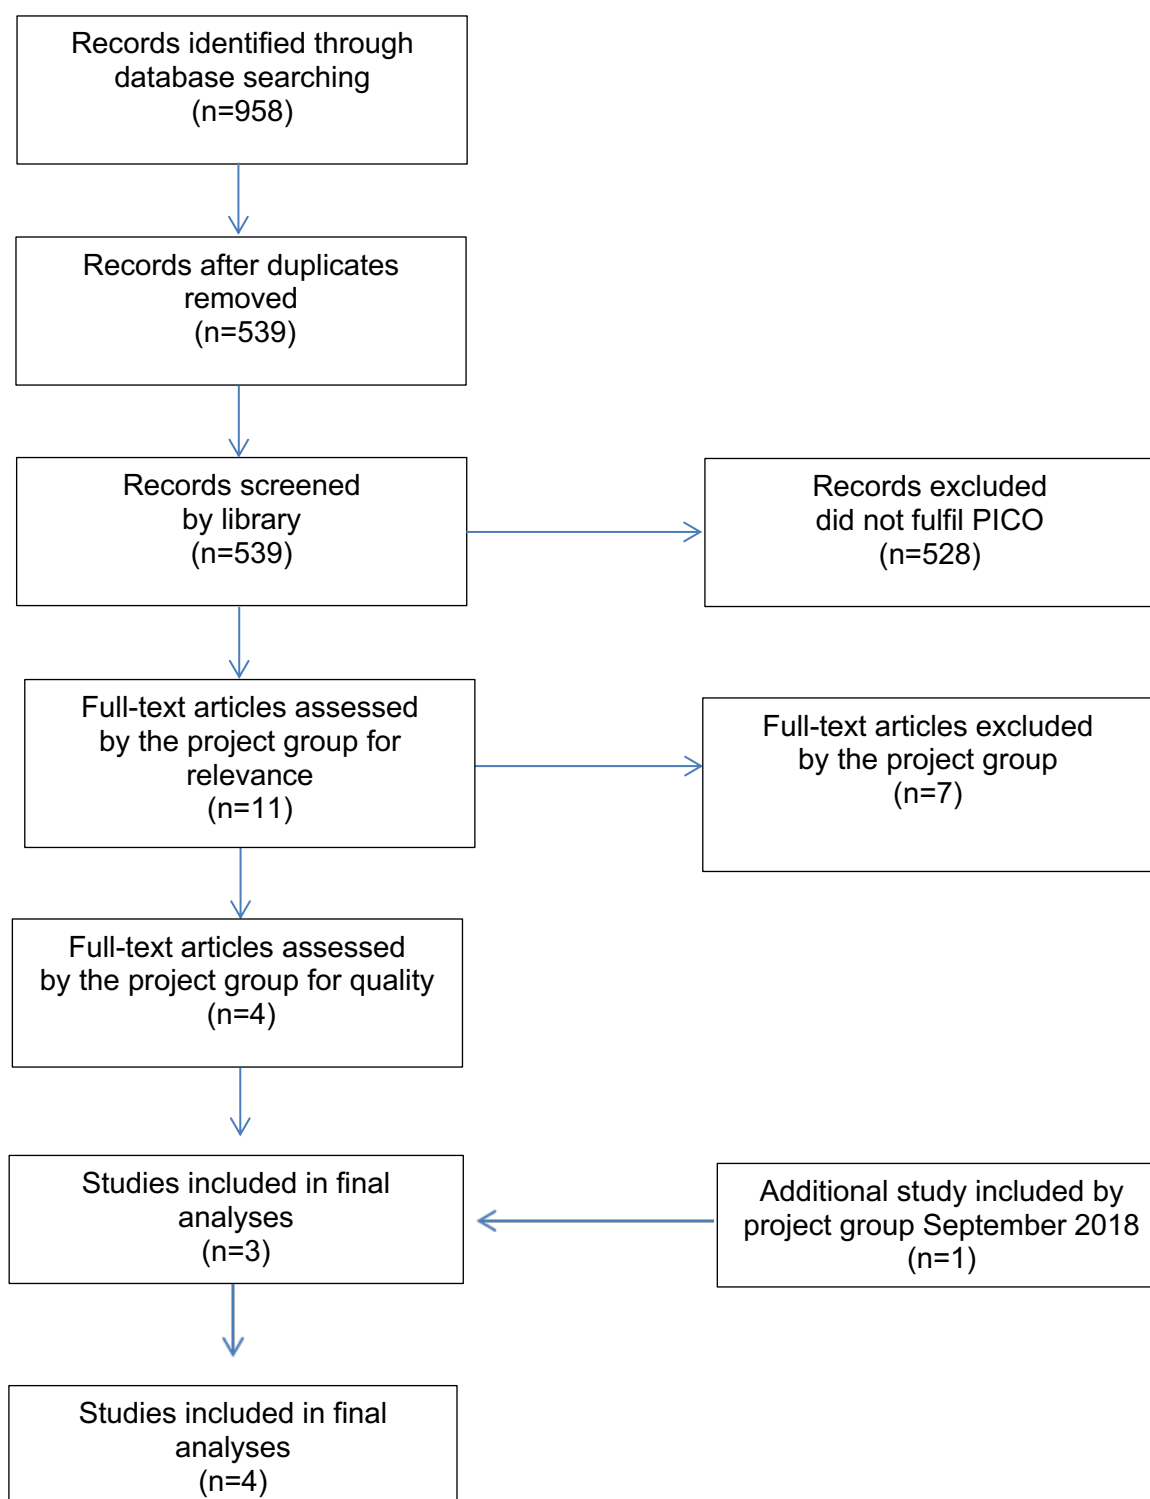 Records identified through
database searching
(n=958)
Records after duplicates
removed
(n=539)
Records screened
by library
(n=539)
Records excluded
did not fulfil PICO
(n=528)
Full-text articles assessed
by the project group for
relevance
(n=11)
Full-text articles excluded
by the project group
(n=7)
Full-text articles assessed
by the project group for quality
(n=4)
Studies included in final
analyses
(n=3)
Additional study included by
project group September 2018
(n=1)
Studies included in final
analyses
(n=4)